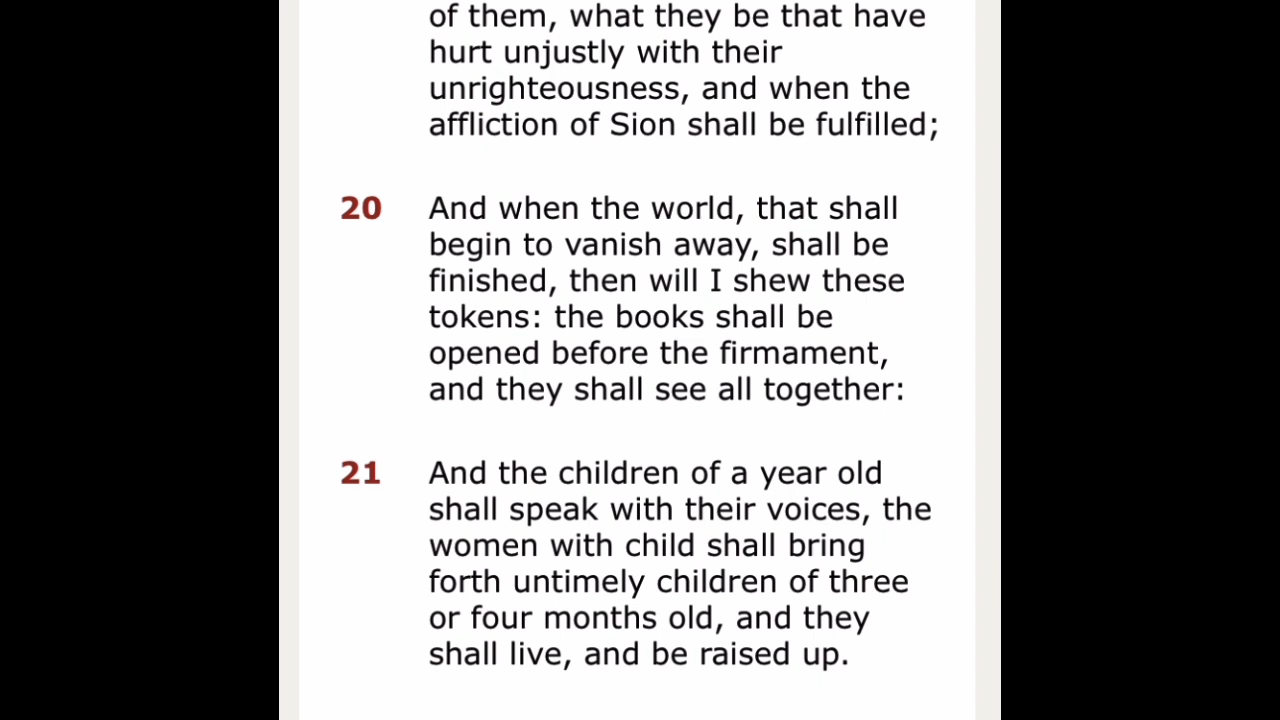 of them, what they be that have
hurt unjustly with their
unrighteousness, and when the
affliction of Sion shall be fulfilled;
20 And when the world, that shall
begin to vanish away, shall be
finished, then will I shew these
tokens: the books shall be
opened before the firmament,
and they shall see all together:
21 And the children of a year old
shall speak with their voices, the
women with child shall bring
forth untimely children of three
or four months old, and they
shall live, and be raised up.